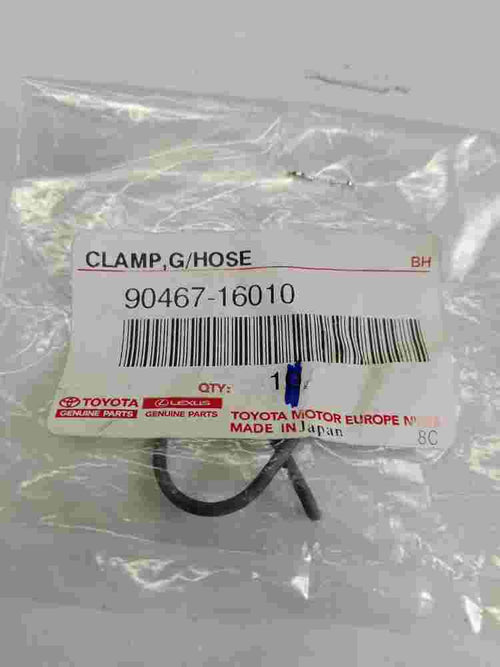 CLAMP,G/HOSE BH
90467-16010
QTY: 1
TOYOTA LEXUS
GENUINE PARTS GENUINE PARTS
TOYOTA MOTOR EUROPE
MADE IN Japan 8C